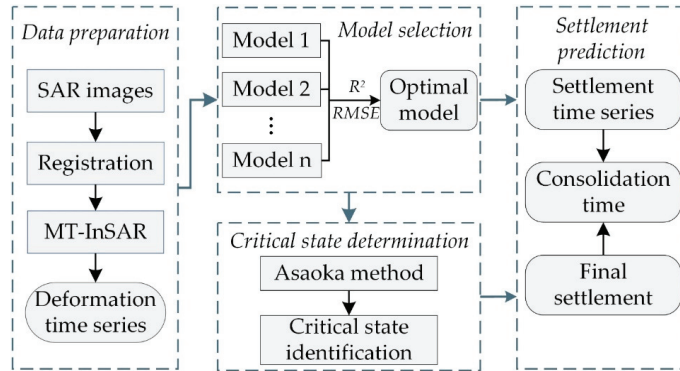 Data preparation
SAR images
Registration
MT-InSAR
Deformation
time series
Model selection
Model 1
Model 2
⋮
Model n
R²
RMSE
Optimal
model
Critical state determination
Asaoka method
Critical state
identification
Settlement
prediction
Settlement
time series
Consolidation
time
Final
settlement